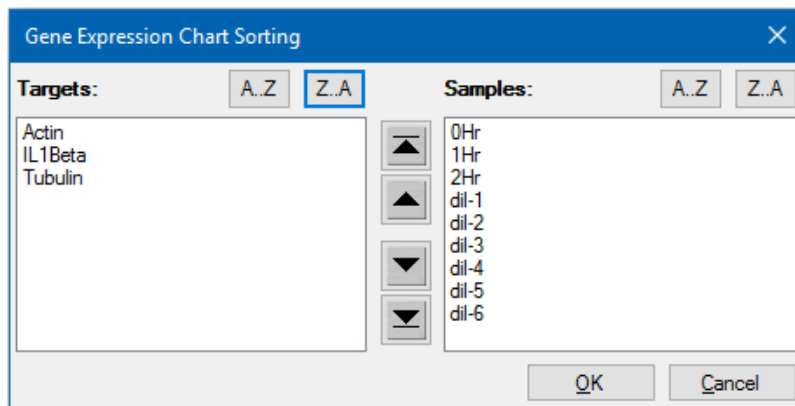 Gene Expression Chart Sorting
Targets: A..Z Z..A
Samples: A..Z Z..A
Actin
IL1Beta
Tubulin
0Hr
1Hr
2Hr
dil-1
dil-2
dil-3
dil-4
dil-5
dil-6
OK Cancel